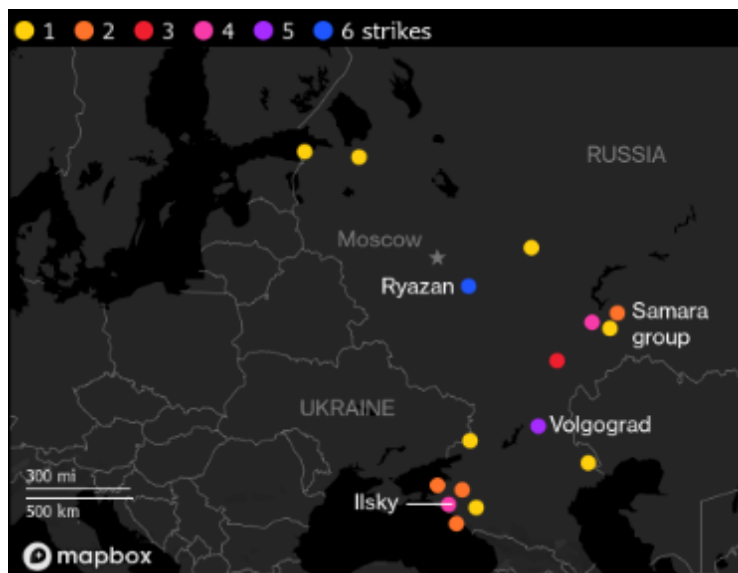 1 2 3 4 5 6 strikes
RUSSIA
Moscow
Ryazan
Samara
group
UKRAINE
Volgograd
300 mi
500 km
Ilsky
mapbox